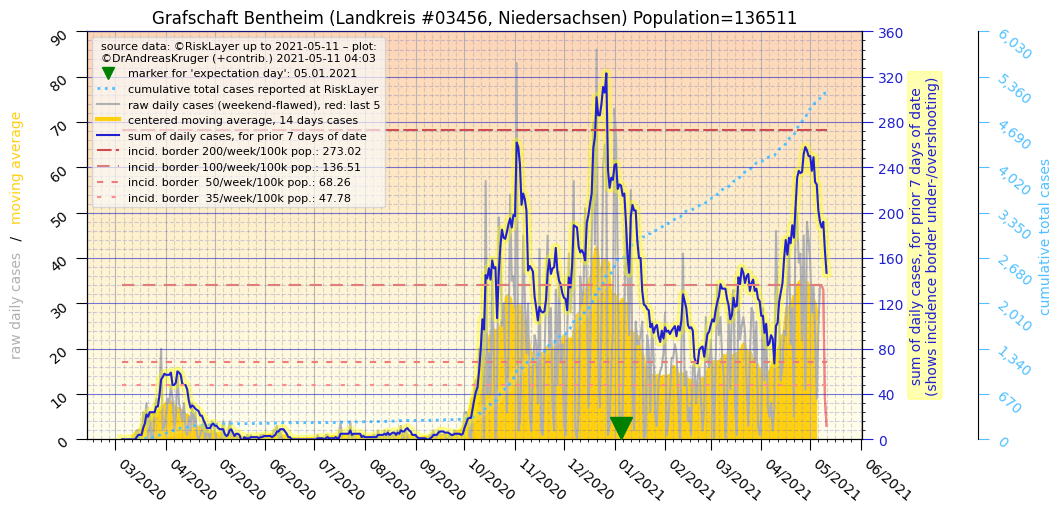 Grafschaft Bentheim (Landkreis #03456, Niedersachsen) Population=136511
source data: ©RiskLayer up to 2021-05-11 – plot:
©DrAndreasKruger (+contrib.) 2021-05-11 04:03
marker for 'expectation day': 05.01.2021
cumulative total cases reported at RiskLayer
raw daily cases (weekend-flawed), red: last 5
centered moving average, 14 days cases
sum of daily cases, for prior 7 days of date
incid. border 200/week/100k pop.: 273.02
incid. border 100/week/100k pop.: 136.51
incid. border  50/week/100k pop.: 68.26
incid. border  35/week/100k pop.: 47.78
raw daily cases / moving average
90
80
70
60
50
40
30
20
10
0
03/2020
04/2020
05/2020
06/2020
07/2020
08/2020
09/2020
10/2020
11/2020
12/2020
01/2021
02/2021
03/2021
04/2021
05/2021
06/2021
360
320
280
240
200
160
120
80
40
0
sum of daily cases, for prior 7 days of date
(shows incidence border under-/overshooting)
6,030
5,360
4,690
4,020
3,350
2,680
2,010
1,340
670
0
cumulative total cases